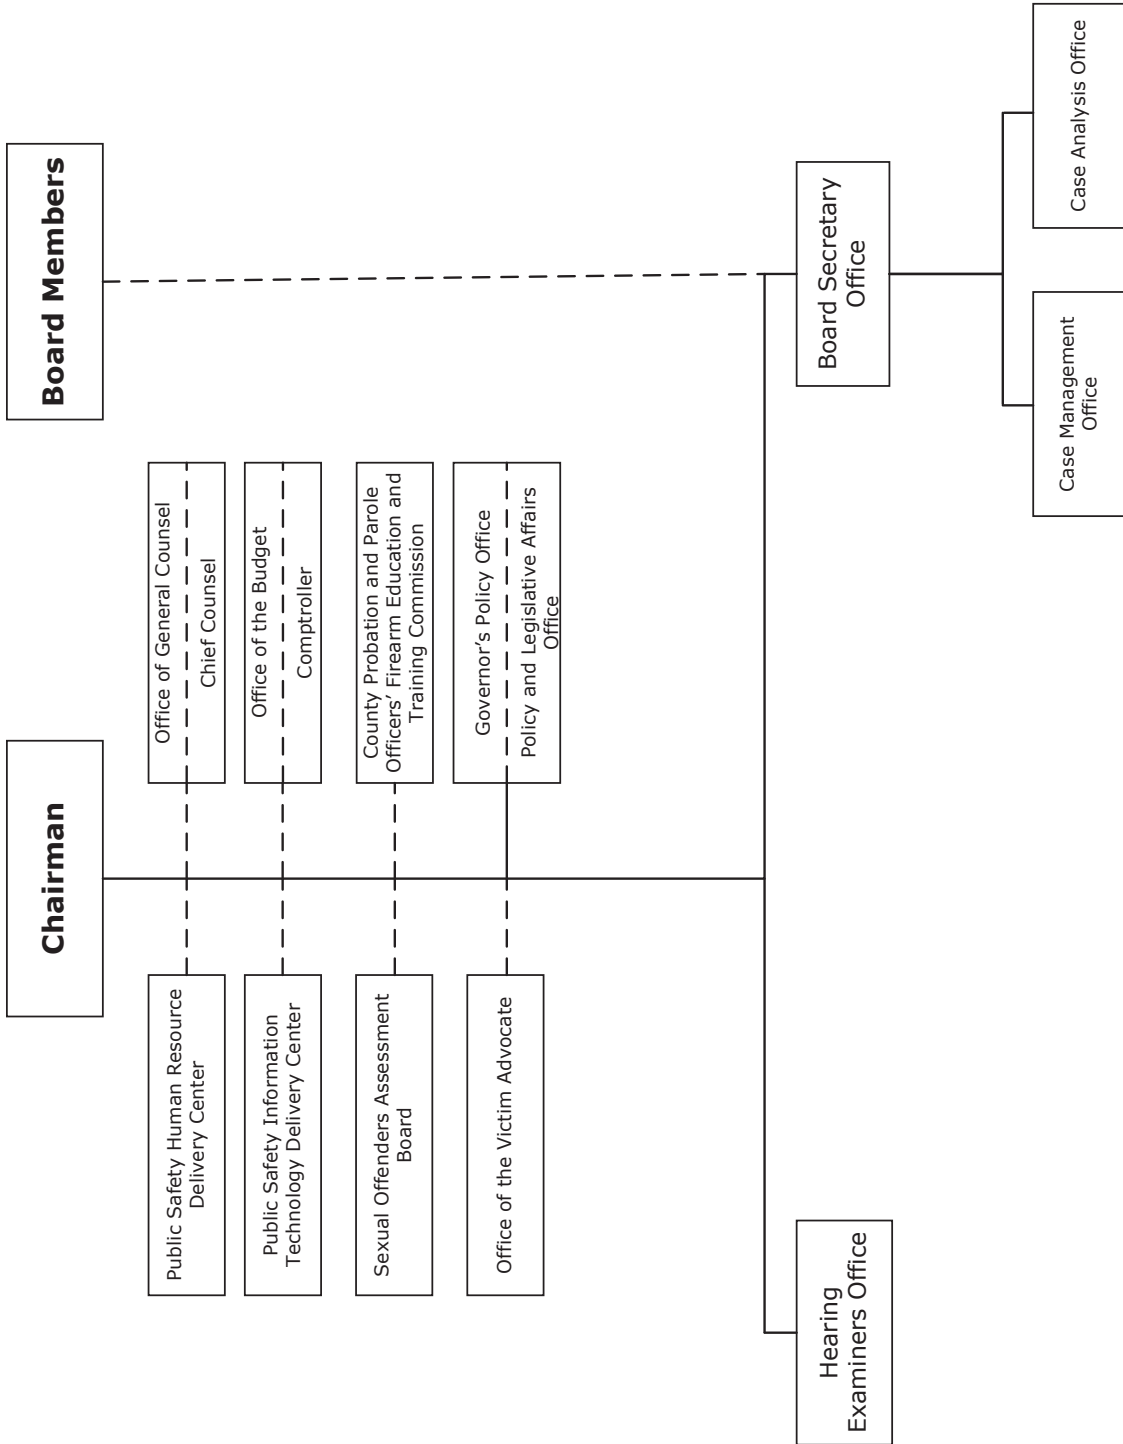 Chairman
Board Members
Public Safety Human Resource
Delivery Center
Office of General Counsel
Chief Counsel
Public Safety Information
Technology Delivery Center
Office of the Budget
Comptroller
Sexual Offenders Assessment
Board
County Probation and Parole
Officers’ Firearm Education and
Training Commission
Office of the Victim Advocate
Governor’s Policy Office
Policy and Legislative Affairs
Office
Hearing
Examiners Office
Board Secretary
Office
Case Management
Office
Case Analysis Office